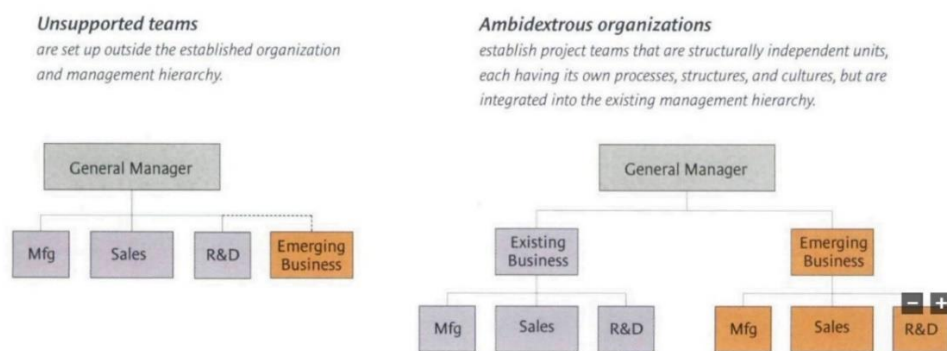 Unsupported teams
are set up outside the established organization
and management hierarchy.
General Manager
Mfg
Sales
R&D
Emerging
Business
Ambidextrous organizations
establish project teams that are structurally independent units,
each having its own processes, structures, and cultures, but are
integrated into the existing management hierarchy.
General Manager
Existing
Business
Emerging
Business
Mfg
Sales
R&D
Mfg
Sales
R&D